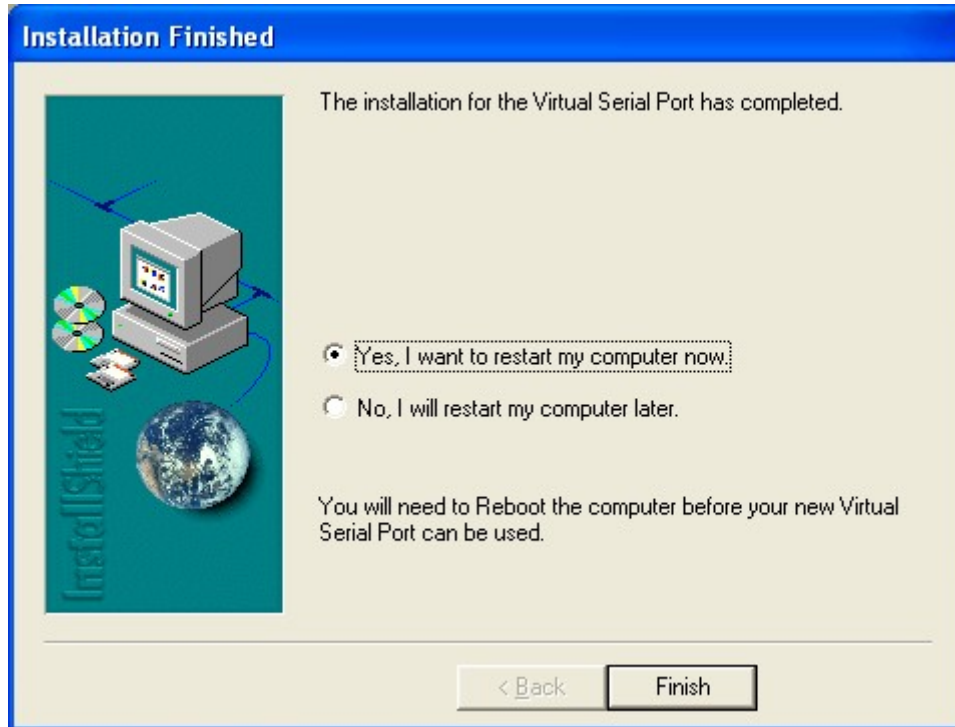 Installation Finished
The installation for the Virtual Serial Port has completed.
Yes, I want to restart my computer now.
No, I will restart my computer later.
You will need to Reboot the computer before your new Virtual
Serial Port can be used.
InstallShield
< Back
Finish